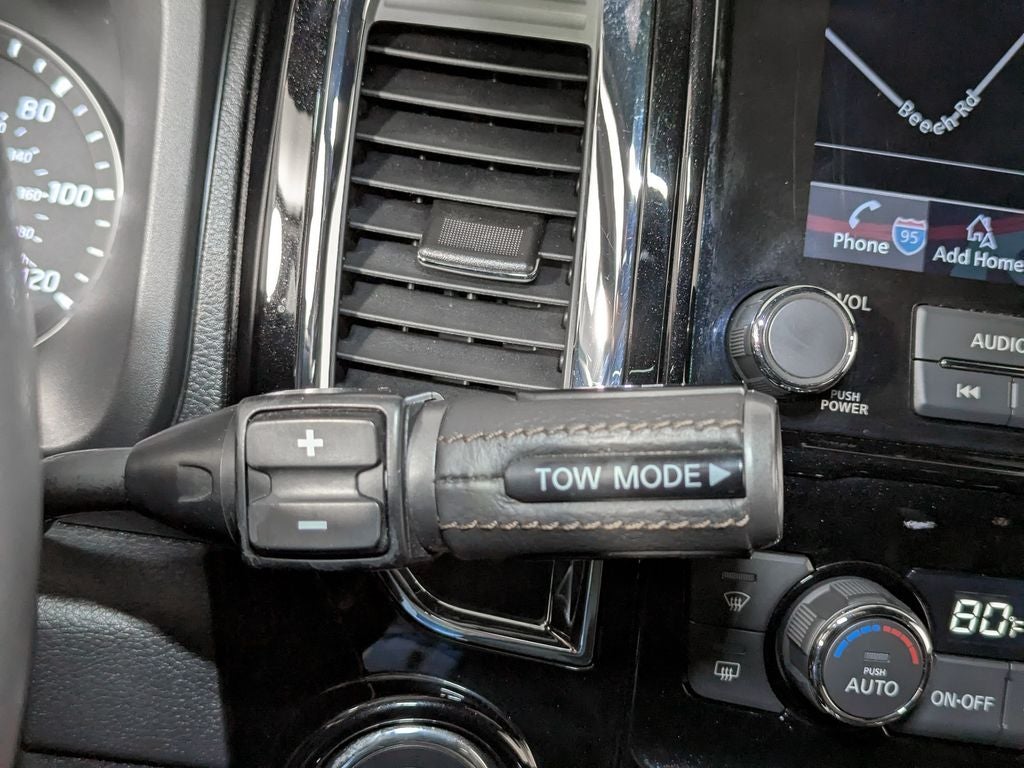 80
100
120
Beech-Rd
Phone
95
Add Home
VOL
PUSH
POWER
AUDIO
+
-
TOW MODE
80°F
PUSH
AUTO
ON-OFF